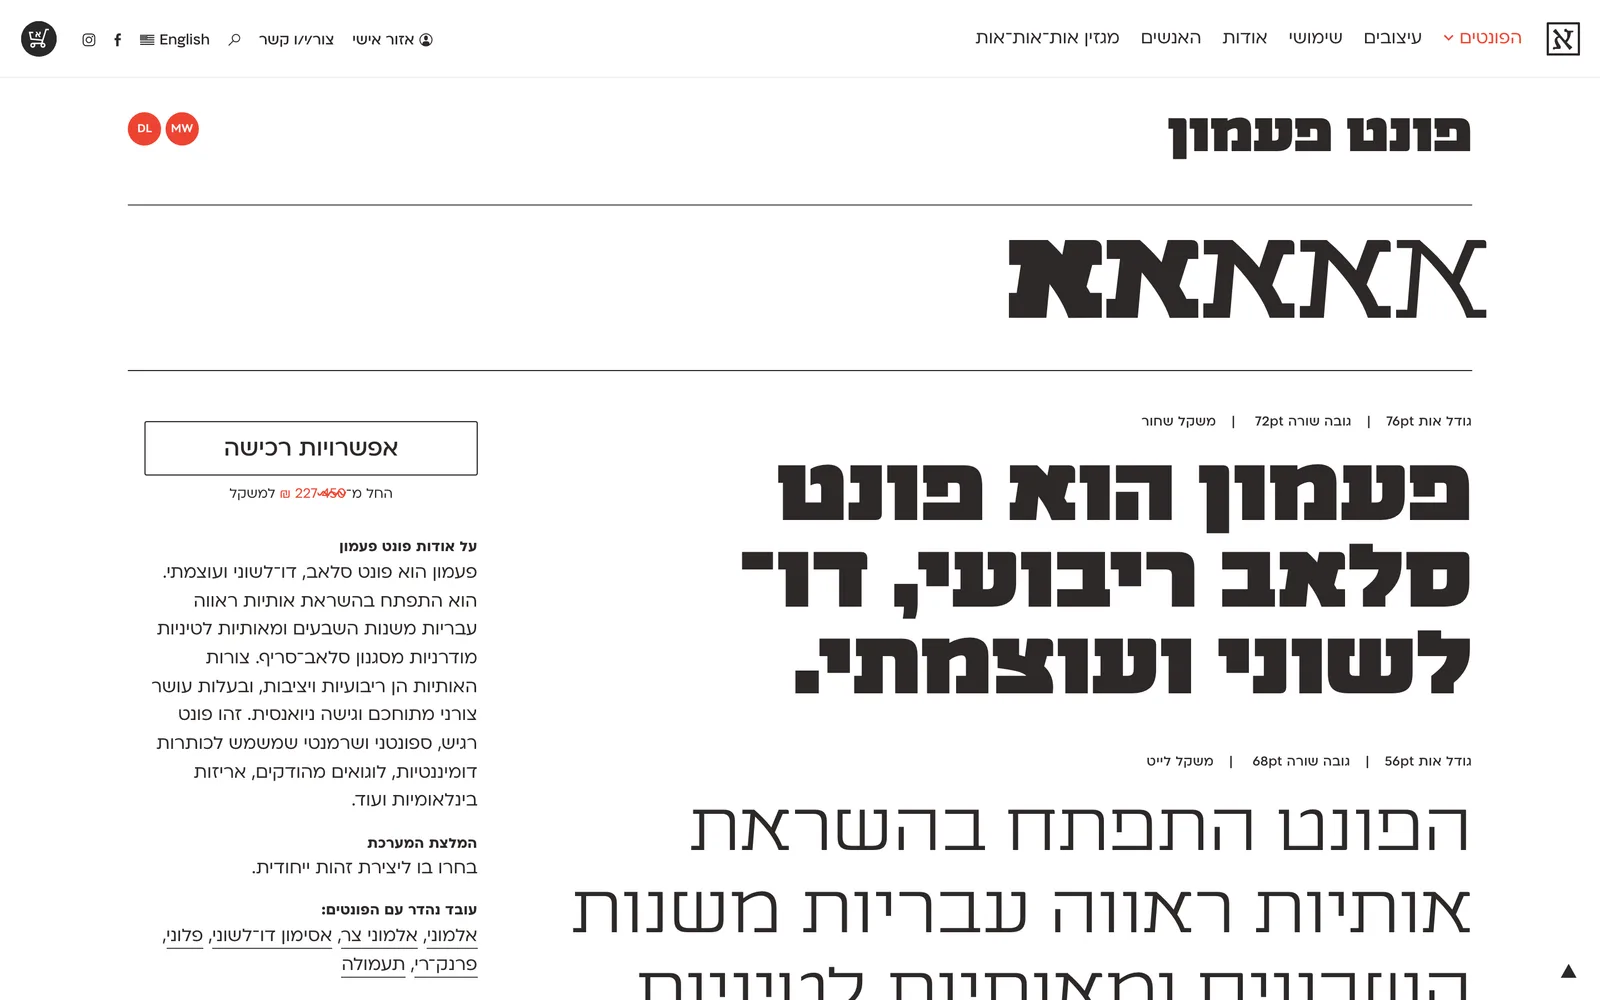 א
הפונטים
עיצובים
שימושי
אודות
האנשים
מגזין אות־אות־אות
אזור אישי
צור/י/ו קשר
English
א
פונט פעמון
MW
DL
אאאאא
גודל אות 76pt | גובה שורה 72pt | משקל שחור
פעמון הוא פונט
סלאב ריבועי, דו־
לשוני ועוצמתי.
גודל אות 56pt | גובה שורה 68pt | משקל לייט
הפונט התפתח בהשראת
אותיות ראווה עבריות משנות
השבעים ומאותיות לטיניות
אפשרויות רכישה
החל מ־450 227 ₪ למשקל
על אודות פונט פעמון
פעמון הוא פונט סלאב, דו־לשוני ועוצמתי.
הוא התפתח בהשראת אותיות ראווה
עבריות משנות השבעים ומאותיות לטיניות
מודרניות מסגנון סלאב־סריף. צורות
האותיות הן ריבועיות ויציבות, ובעלות עושר
צורני מתוחכם וגישה ניואנסית. זהו פונט
רגיש, ספונטני ושרמנטי שמשמש לכותרות
דומיננטיות, לוגואים מהודקים, אריזות
בינלאומיות ועוד.
המלצת המערכת
בחרו בו ליצירת זהות ייחודית.
עובד נהדר עם הפונטים:
אלמוני, אלמוני צר, אסימון דו־לשוני, פלוני,
פרנק־רי, תעמולה